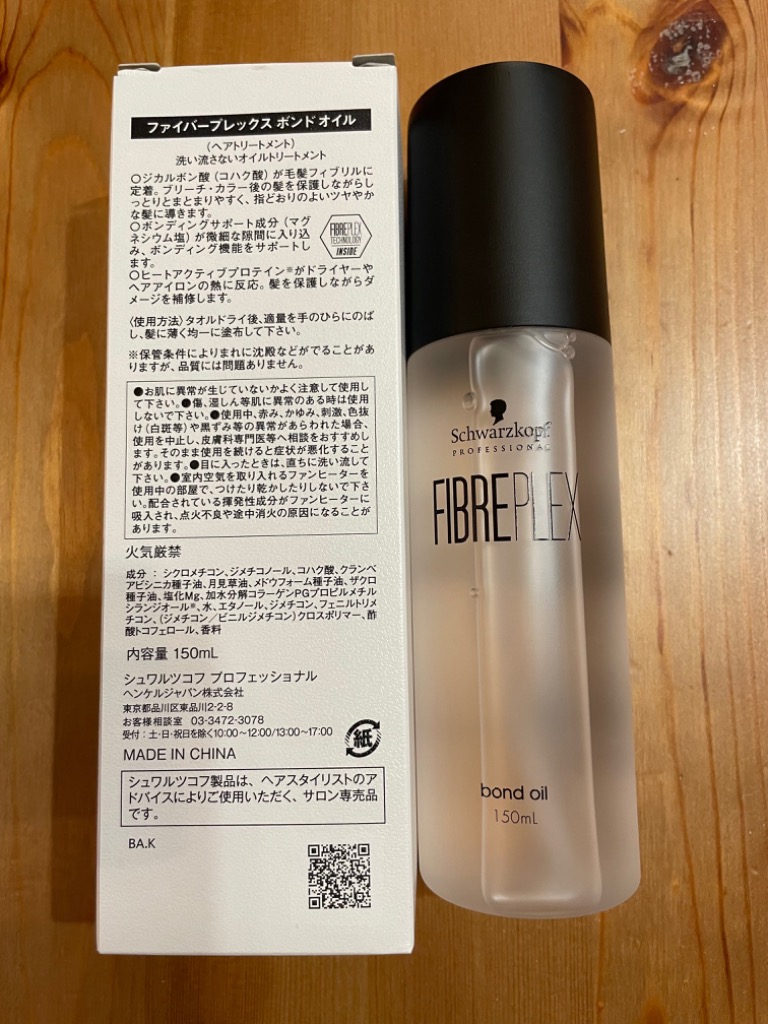 ファイバープレックス ボンド オイル
(ヘアトリートメント)
洗い流さないオイルトリートメント
○ジカルボン酸(コハク酸)が毛髪フィブリルに
定着。ブリーチ・カラー後の髪を保護しながらし
っとりとまとまりやすく、指どおりのよいツヤやか
な髪に導きます。
○ボンディングサポート成分(マグ
ネシウム塩)が微細な隙間に入り込
み、ボンディング機能をサポートし
ます。
FIBREPLEX
TECHNOLOGY
INSIDE
○ヒートアクティブプロテイン※がドライヤーや
ヘアアイロンの熱に反応。髪を保護しながらダ
メージを補修します。
〈使用方法〉タオルドライ後、適量を手のひらにのば
し、髪に薄く均一に塗布して下さい。
※保管条件によりまれに沈殿などがでることがあ
りますが、品質には問題ありません。
●お肌に異常が生じていないかよく注意して使用し
て下さい。●傷、湿しん等肌に異常のある時は使用
しないで下さい。●使用中、赤み、かゆみ、刺激、色抜
け(白斑等)や黒ずみ等の異常があらわれた場合、
使用を中止し、皮膚科専門医等へ相談をおすすめし
ます。そのまま使用を続けると症状が悪化すること
があります。●目に入ったときは、直ちに洗い流して
下さい。●室内空気を取り入れるファンヒーターを
使用中の部屋で、つけたり乾かしたりしないで下さ
い。配合されている揮発性成分がファンヒーターに
吸入され、点火不良や途中消火の原因になることが
あります。
火気厳禁
成分 : シクロメチコン、ジメチコノール、コハク酸、クランベ
アビシニカ種子油、月見草油、メドウフォーム種子油、ザクロ
種子油、塩化Mg、加水分解コラーゲンPGプロピルメチル
シランジオール※、水、エタノール、ジメチコン、フェニルトリメ
チコン、(ジメチコン/ビニルジメチコン)クロスポリマー、酢
酸トコフェロール、香料
内容量 150mL
シュワルツコフ プロフェッショナル
ヘンケルジャパン株式会社
東京都品川区東品川2-2-8
お客様相談室 03-3472-3078
受付:土・日・祝日を除く10:00~12:00/13:00~17:00
紙
MADE IN CHINA
シュワルツコフ製品は、ヘアスタイリストのア
ドバイスによりご使用いただく、サロン専売品
です。
BA.K
Schwarzkopf
PROFESSIONAL
FIBREPLEX
bond oil
150mL